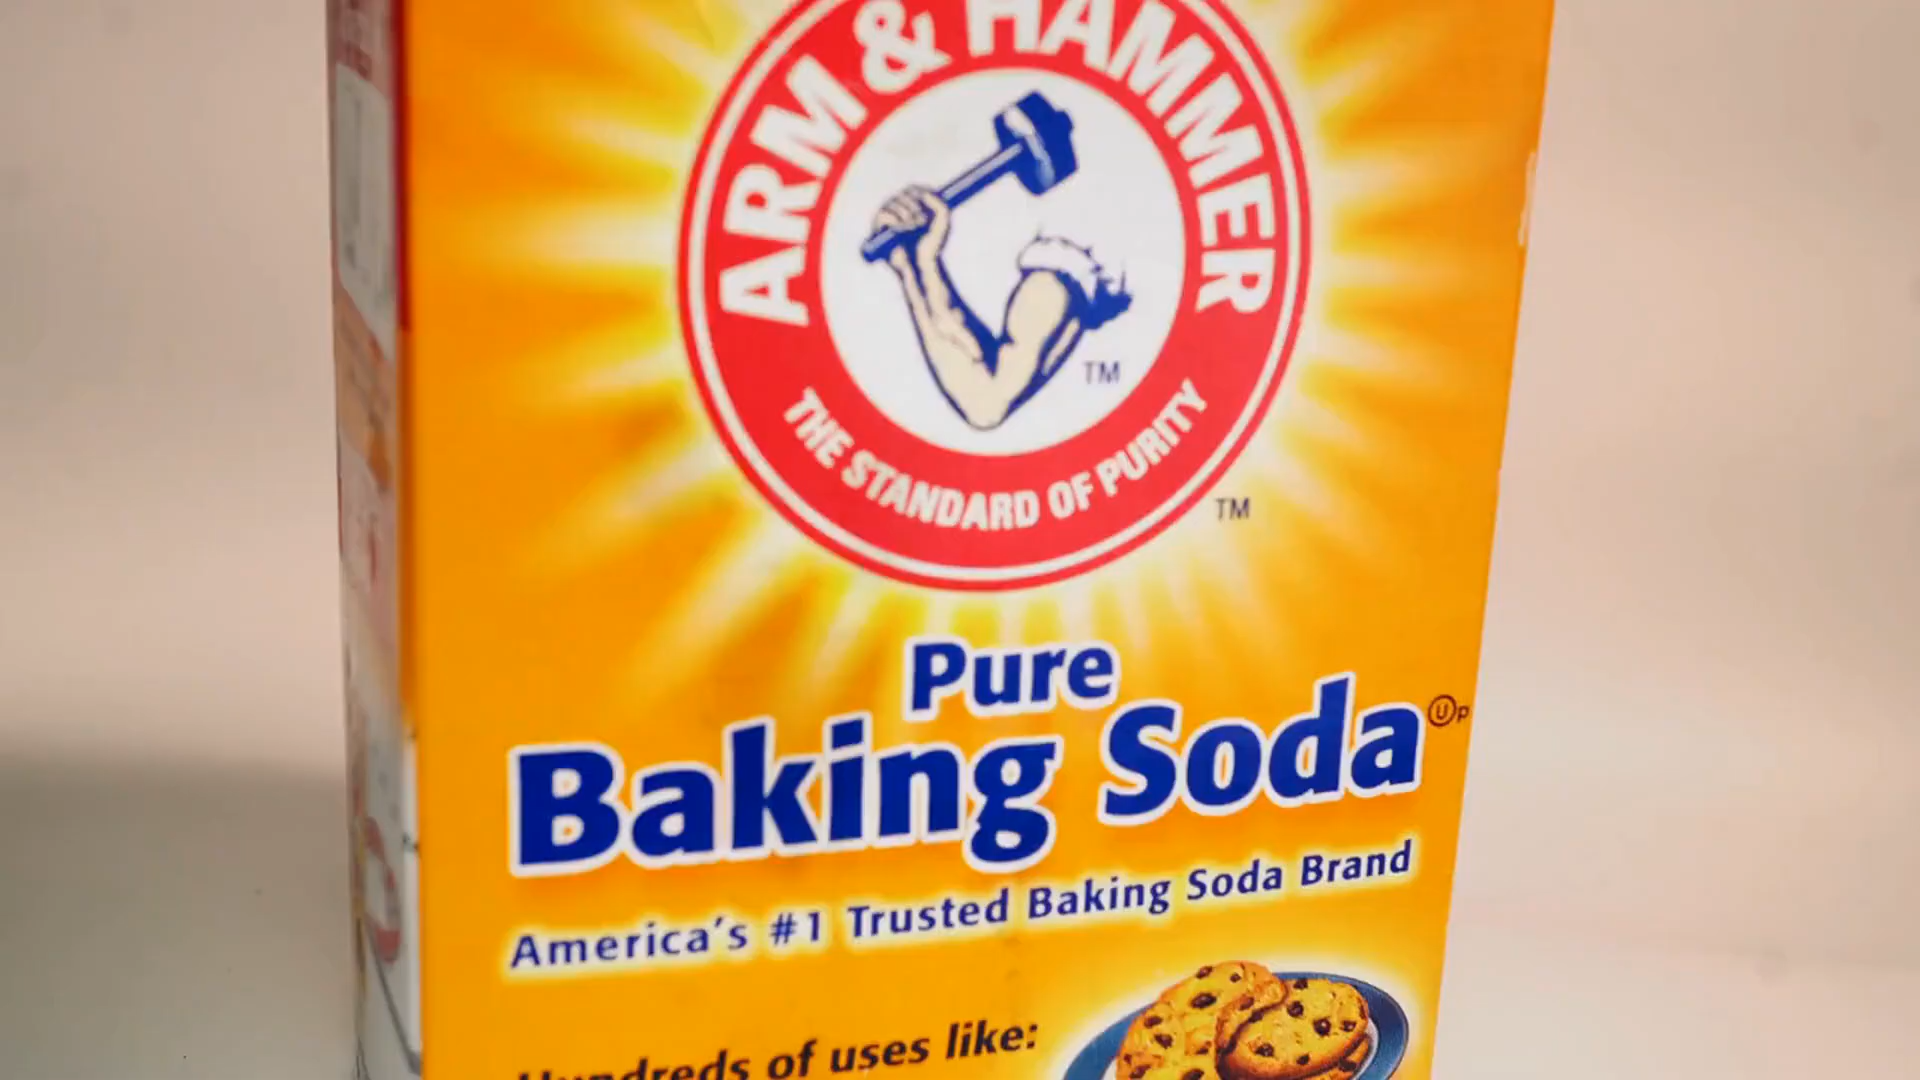 ARM & HAMMER
TM
THE STANDARD OF PURITY
TM
Pure
Baking Soda
U P
America's #1 Trusted Baking Soda Brand
Hundreds of uses like: